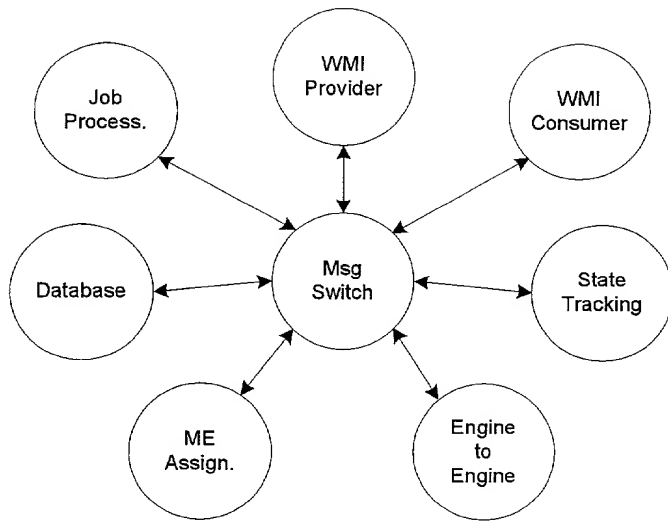 WMI
Provider
Job
Process.
WMI
Consumer
Database
Msg
Switch
State
Tracking
ME
Assign.
Engine
to
Engine